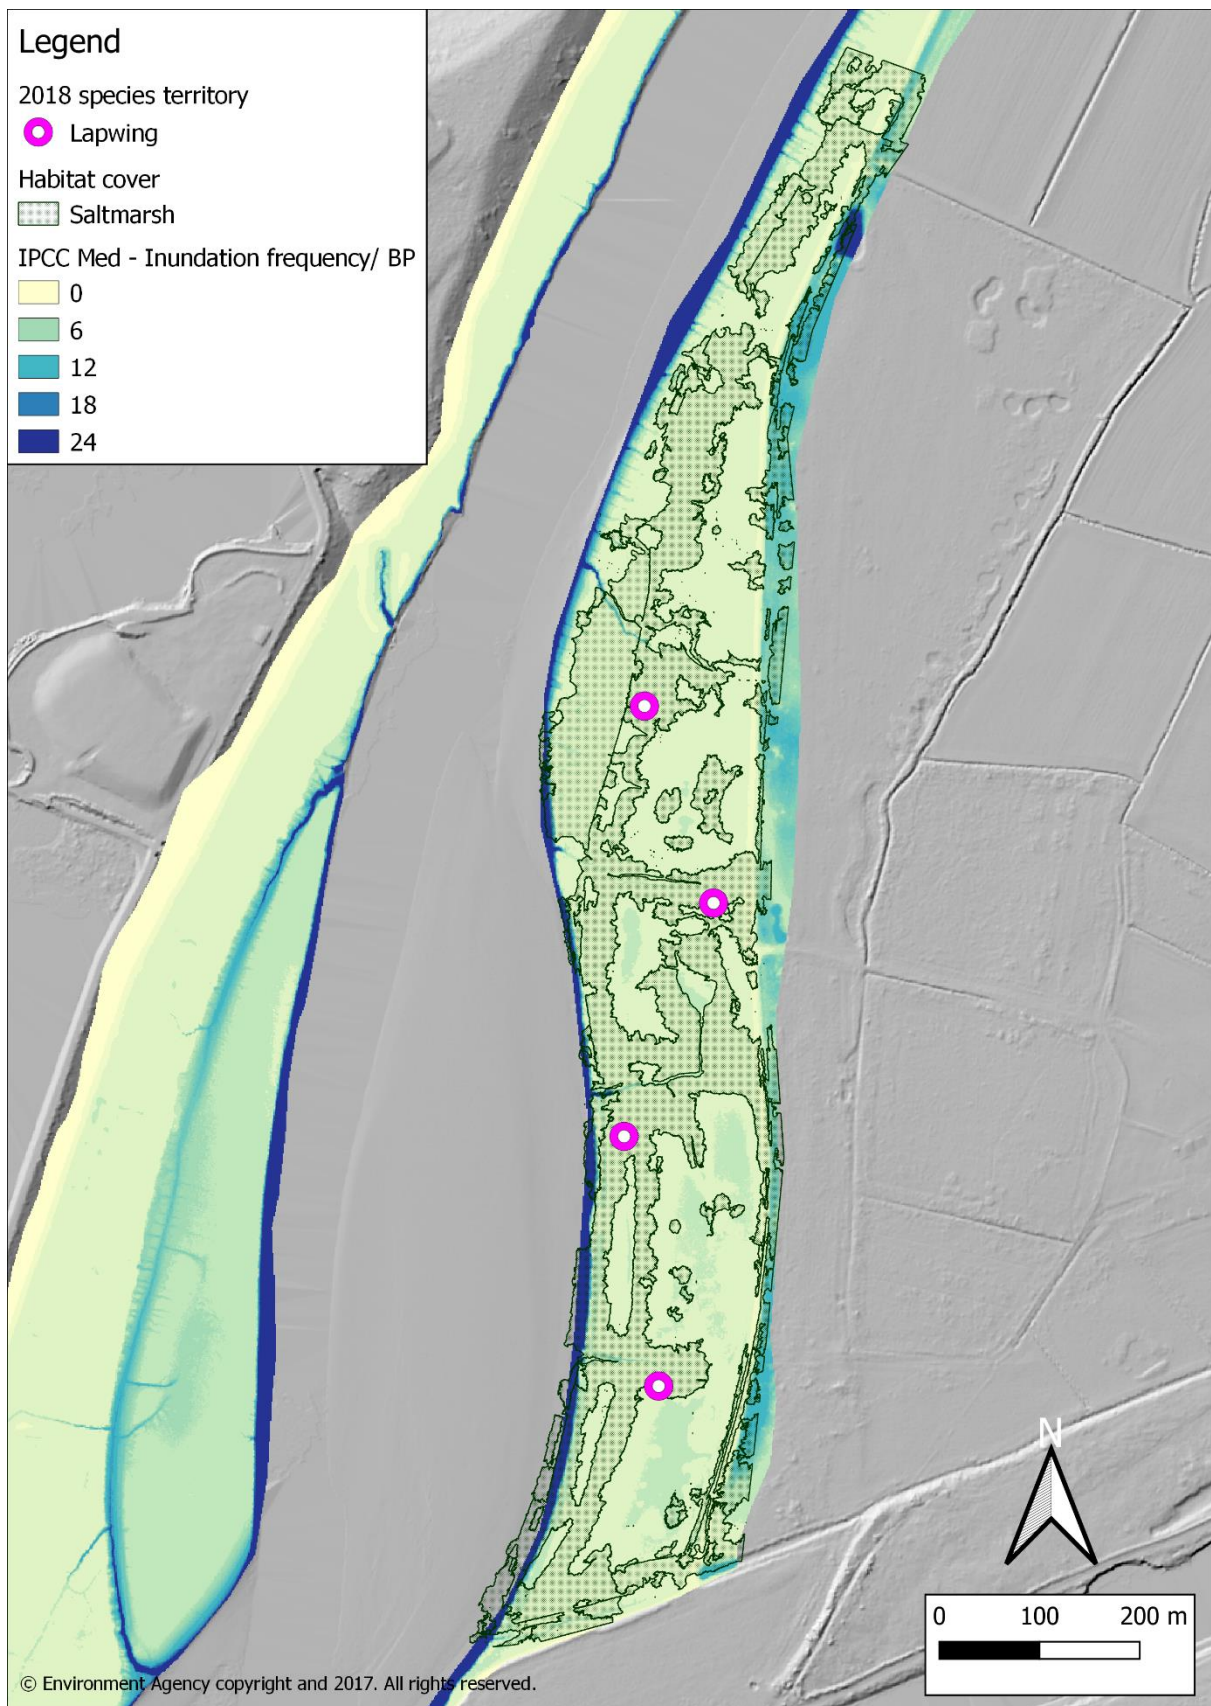 Legend
2018 species territory
Lapwing
Habitat cover
Saltmarsh
IPCC Med - Inundation frequency/ BP
0
6
12
18
24
N
0 100 200 m
© Environment Agency copyright and 2017. All rights reserved.